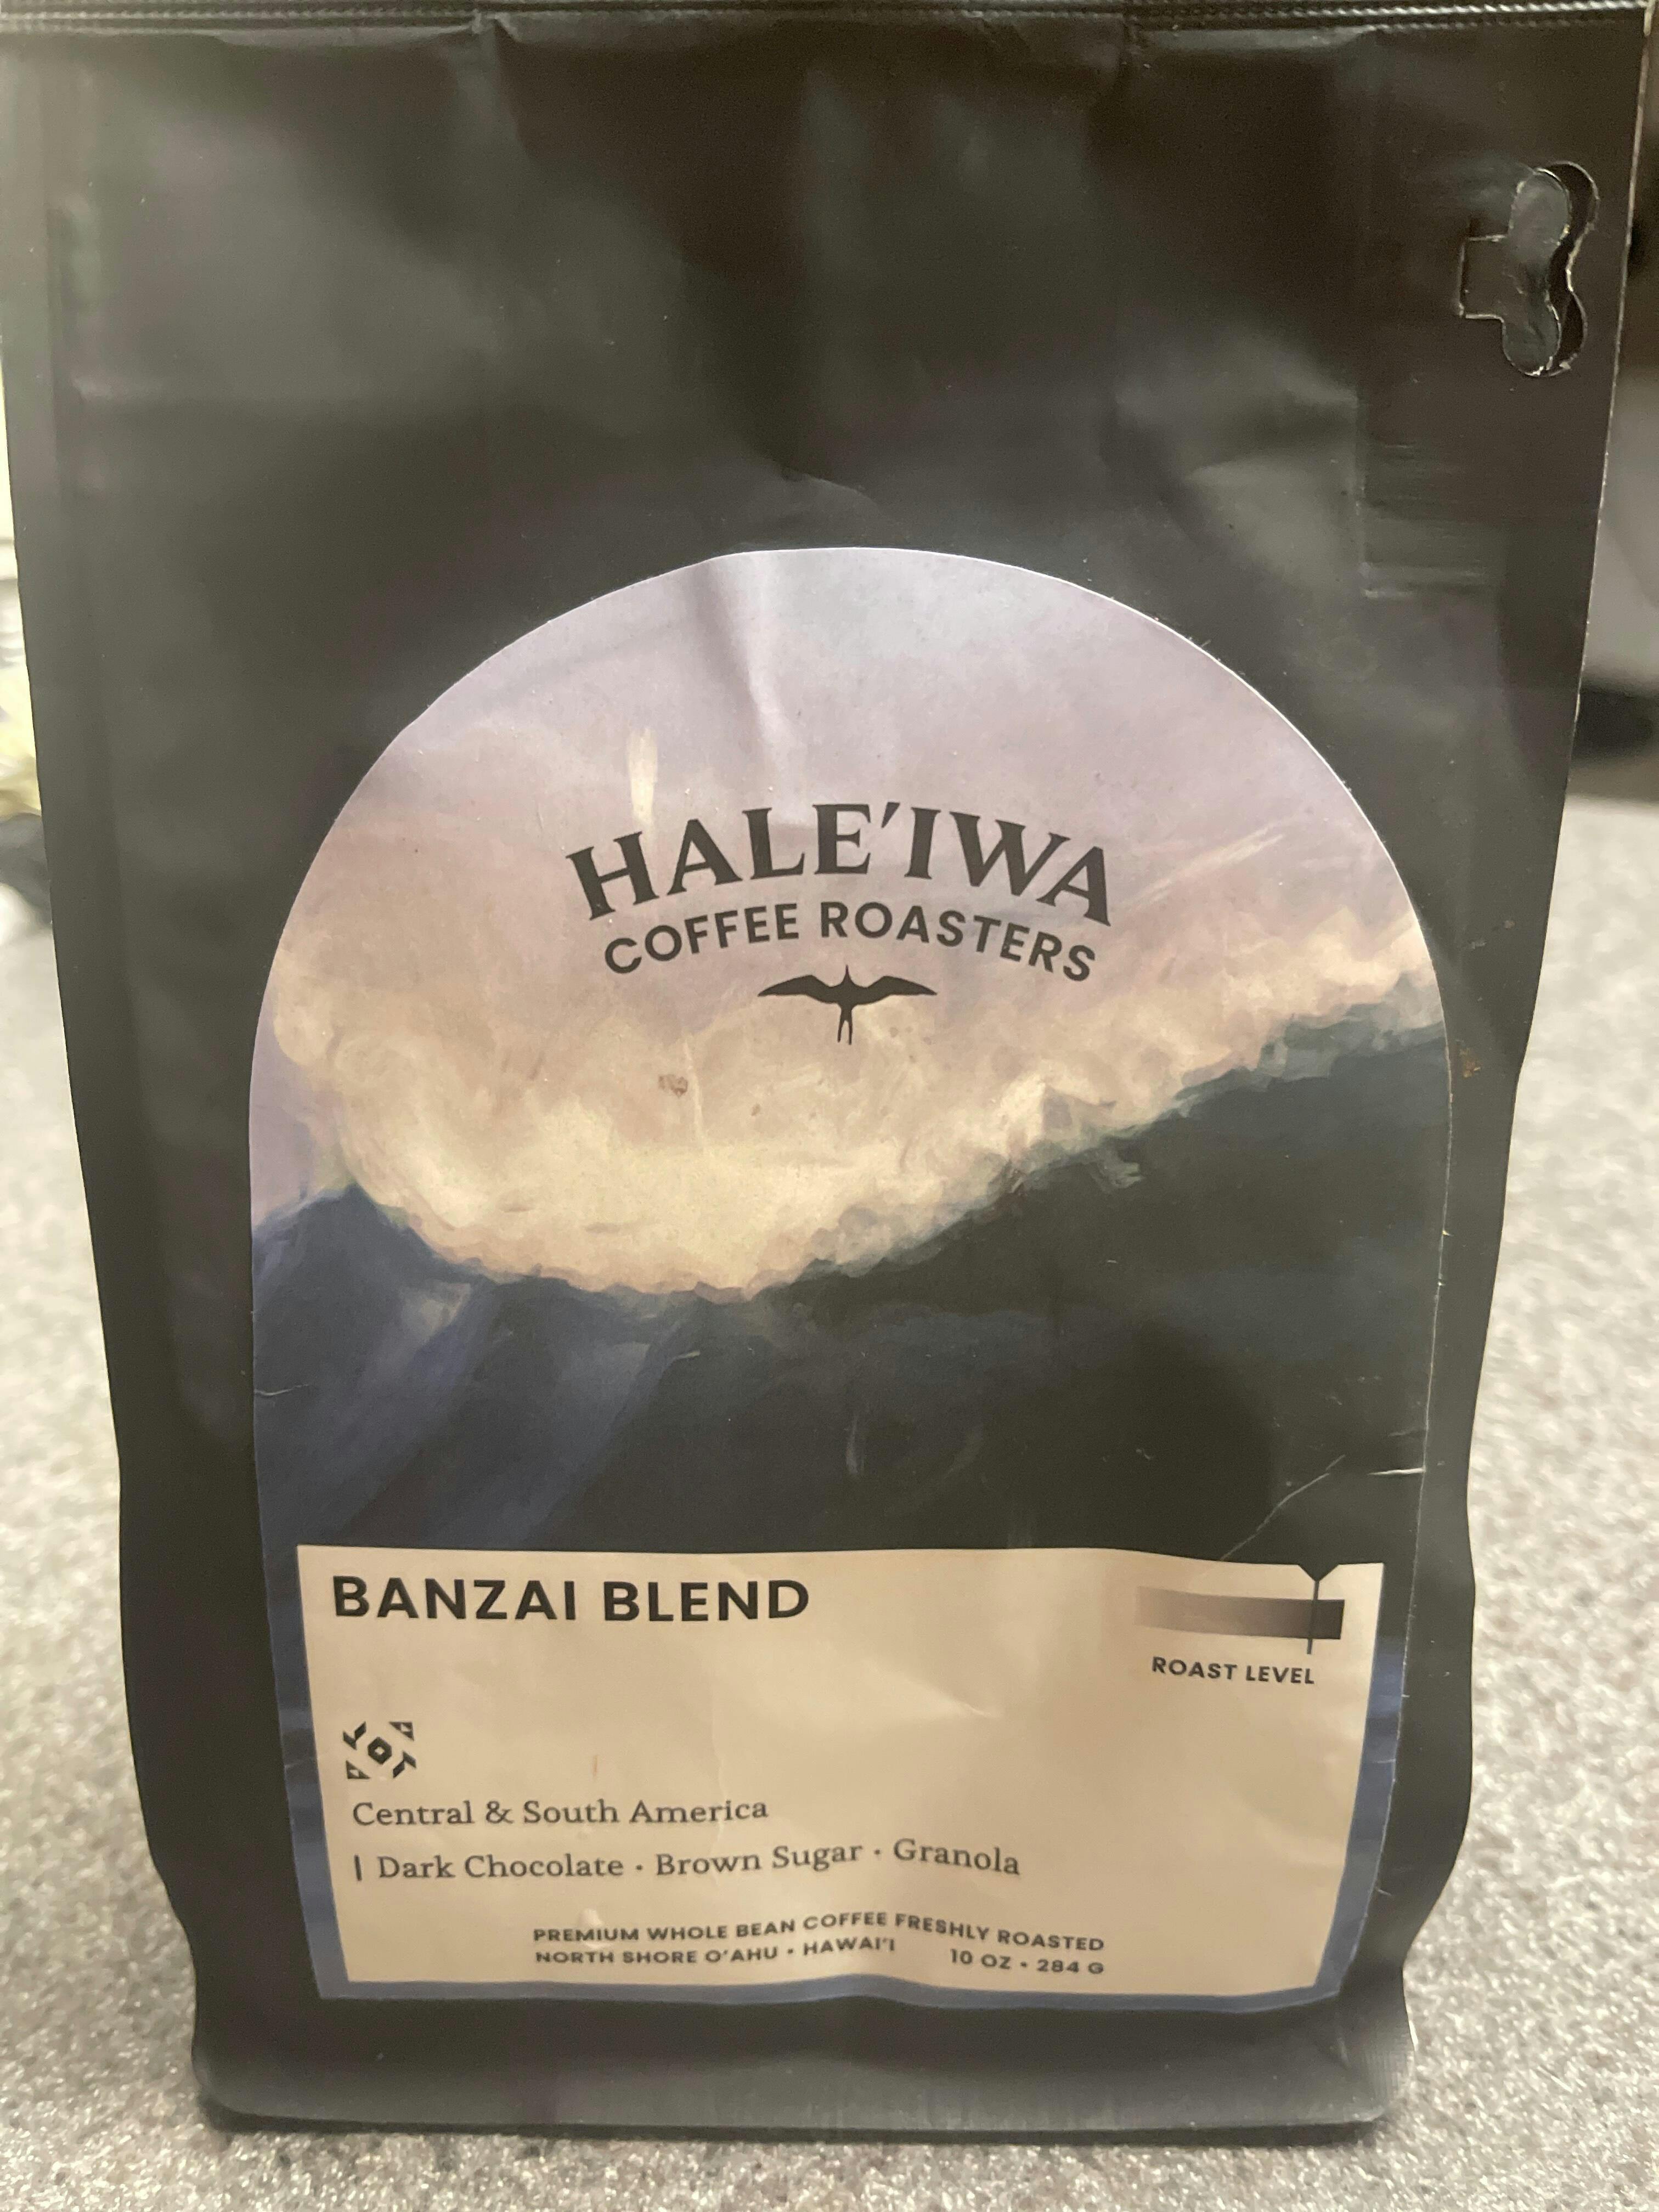 HALE'IWA
COFFEE ROASTERS
BANZAI BLEND
ROAST LEVEL
Central & South America
| Dark Chocolate · Brown Sugar · Granola
PREMIUM WHOLE BEAN COFFEE FRESHLY ROASTED
NORTH SHORE O'AHU • HAWAI'I 10 OZ • 284 G